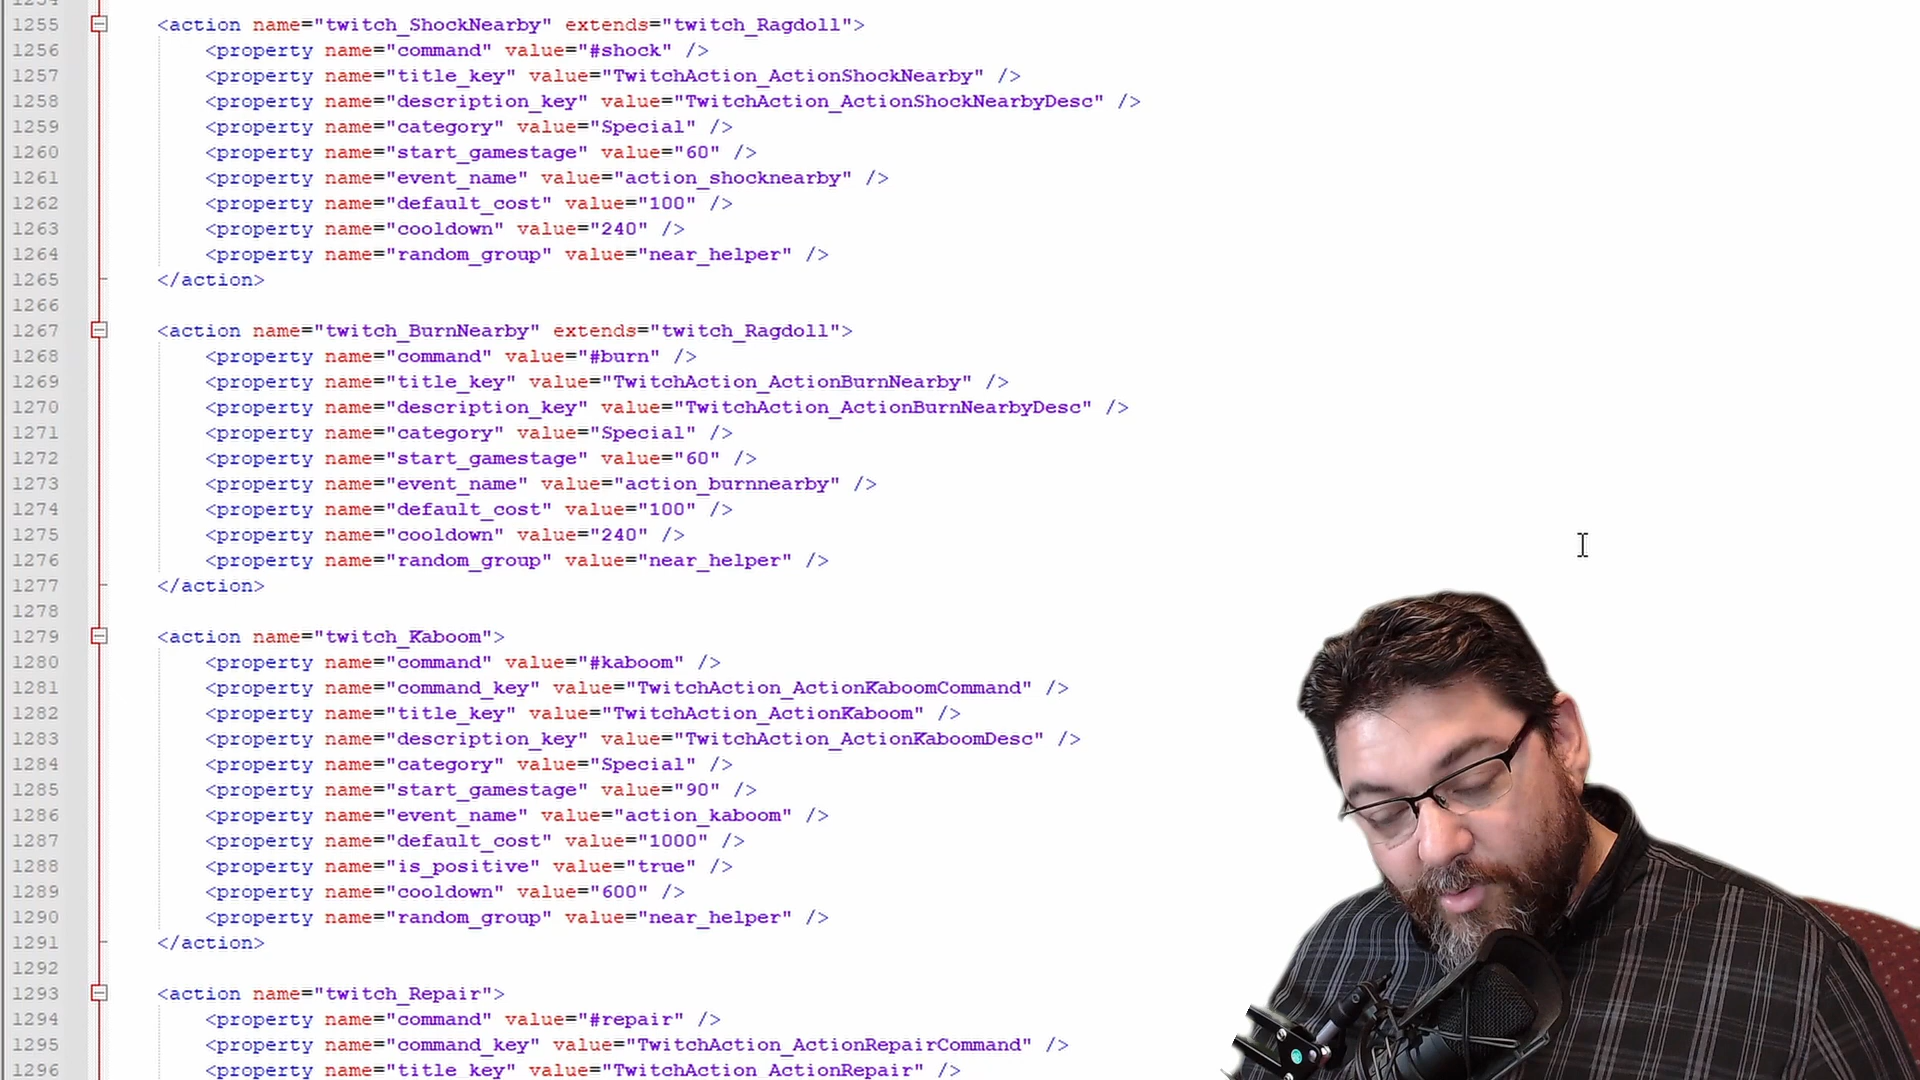 1255 <action name="twitch_ShockNearby" extends="twitch_Ragdoll">
1256 <property name="command" value="#shock" />
1257 <property name="title_key" value="TwitchAction_ActionShockNearby" />
1258 <property name="description_key" value="TwitchAction_ActionShockNearbyDesc" />
1259 <property name="category" value="Special" />
1260 <property name="start_gamestage" value="60" />
1261 <property name="event_name" value="action_shocknearby" />
1262 <property name="default_cost" value="100" />
1263 <property name="cooldown" value="240" />
1264 <property name="random_group" value="near_helper" />
1265 </action>
1266
1267 <action name="twitch_BurnNearby" extends="twitch_Ragdoll">
1268 <property name="command" value="#burn" />
1269 <property name="title_key" value="TwitchAction_ActionBurnNearby" />
1270 <property name="description_key" value="TwitchAction_ActionBurnNearbyDesc" />
1271 <property name="category" value="Special" />
1272 <property name="start_gamestage" value="60" />
1273 <property name="event_name" value="action_burnnearby" />
1274 <property name="default_cost" value="100" />
1275 <property name="cooldown" value="240" />
1276 <property name="random_group" value="near_helper" />
1277 </action>
1278
1279 <action name="twitch_Kaboom">
1280 <property name="command" value="#kaboom" />
1281 <property name="command_key" value="TwitchAction_ActionKaboomCommand" />
1282 <property name="title_key" value="TwitchAction_ActionKaboom" />
1283 <property name="description_key" value="TwitchAction_ActionKaboomDesc" />
1284 <property name="category" value="Special" />
1285 <property name="start_gamestage" value="90" />
1286 <property name="event_name" value="action_kaboom" />
1287 <property name="default_cost" value="1000" />
1288 <property name="is_positive" value="true" />
1289 <property name="cooldown" value="600" />
1290 <property name="random_group" value="near_helper" />
1291 </action>
1292
1293 <action name="twitch_Repair">
1294 <property name="command" value="#repair" />
1295 <property name="command_key" value="TwitchAction_ActionRepairCommand" />
1296 <property name="title_key" value="TwitchAction_ActionRepair" />